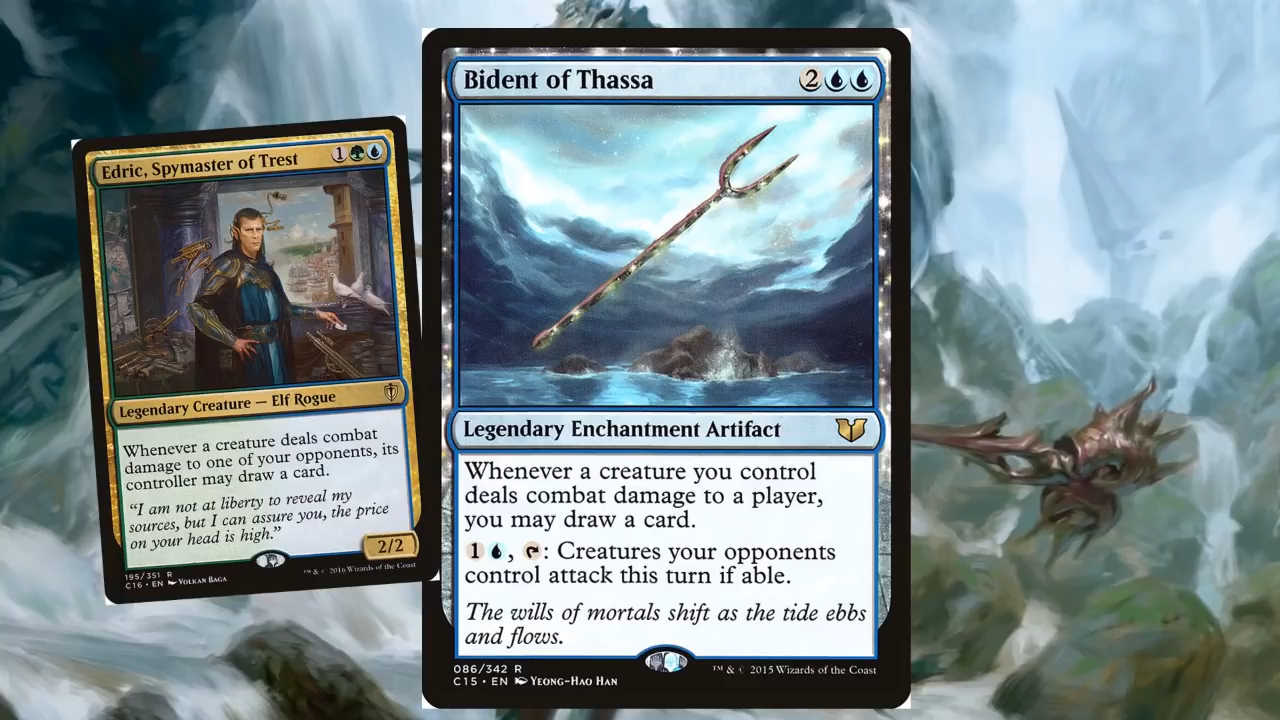 Edric, Spymaster of Trest 1
Legendary Creature — Elf Rogue
Whenever a creature deals combat
damage to one of your opponents, its
controller may draw a card.
“I am not at liberty to reveal my
sources, but I can assure you, the price
on your head is high.”
2/2
195/351 R
C16 • EN VOLKAN BAGA
™ & © 2016 Wizards of the Coast
Bident of Thassa 2
Legendary Enchantment Artifact
Whenever a creature you control
deals combat damage to a player,
you may draw a card.
1 , : Creatures your opponents
control attack this turn if able.
The wills of mortals shift as the tide ebbs
and flows.
086/342 R
C15 • EN YEONG-HAO HAN
™ & © 2015 Wizards of the Coast